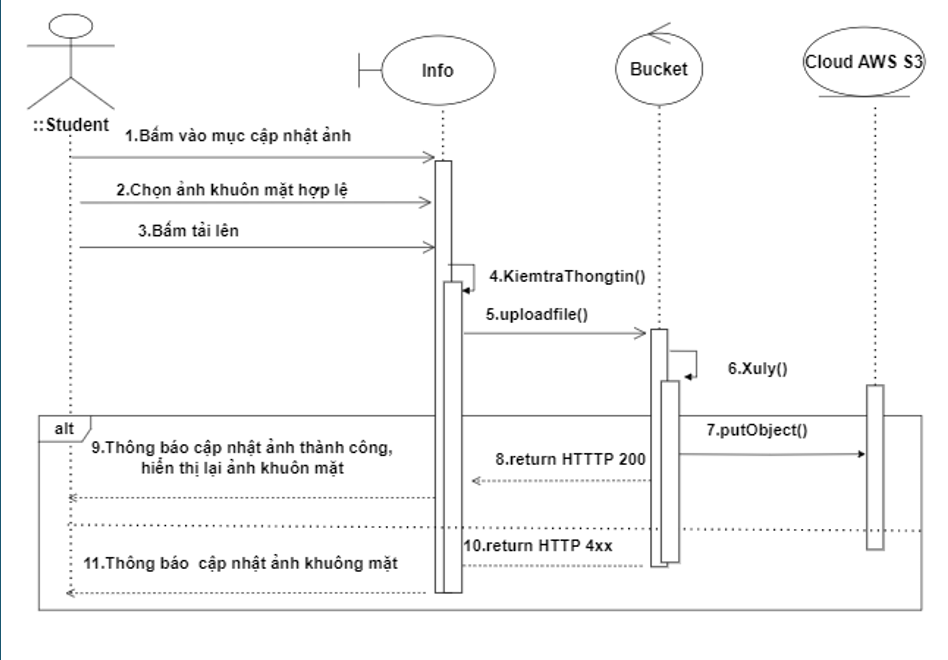 Info
Bucket
Cloud AWS S3
::Student
1.Bấm vào mục cập nhật ảnh
2.Chọn ảnh khuôn mặt hợp lệ
3.Bấm tải lên
4.KiemtraThongtin()
5.uploadfile()
6.Xuly()
alt
7.putObject()
9.Thông báo cập nhật ảnh thành công,
hiển thị lại ảnh khuôn mặt
8.return HTTTP 200
10.return HTTP 4xx
11.Thông báo cập nhật ảnh khuông mặt